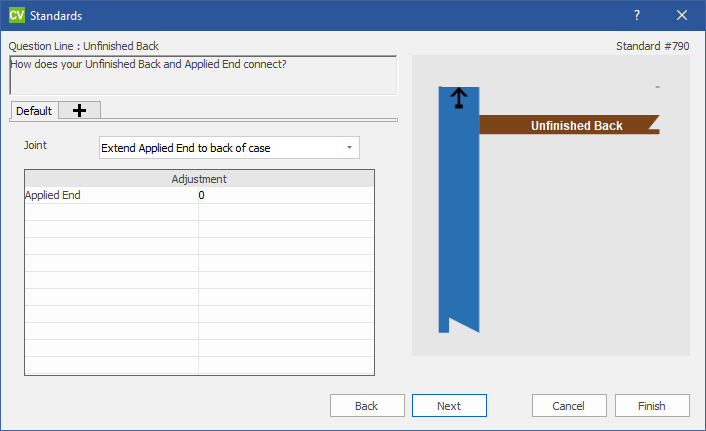 CV Standards ?
Question Line : Unfinished Back Standard #790
How does your Unfinished Back and Applied End connect?
Default
Joint Extend Applied End to back of case
Adjustment
Applied End 0
Unfinished Back
Back Next Cancel Finish